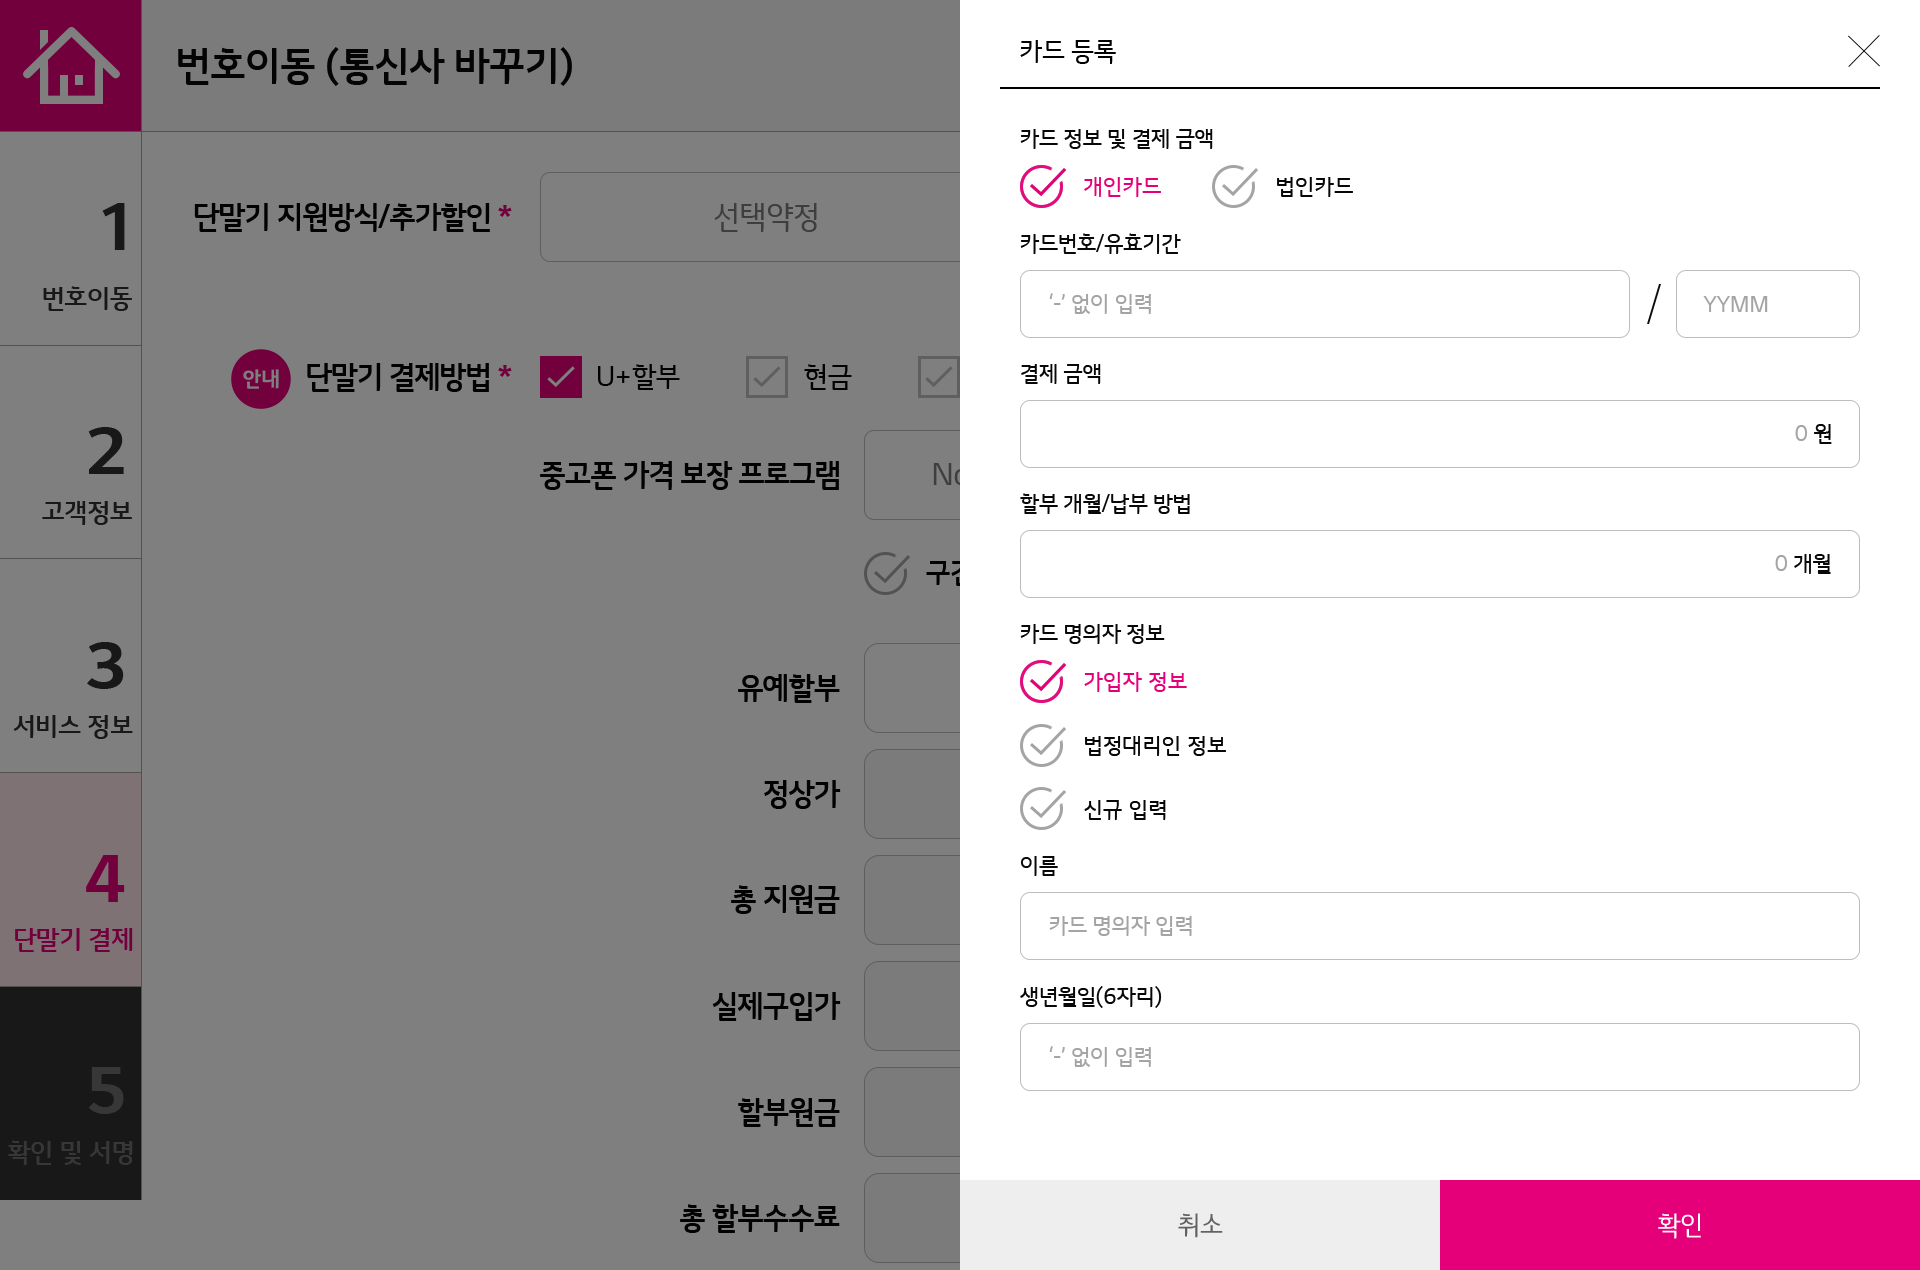 번호이동 (통신사 바꾸기)
1
번호이동
2
고객정보
3
서비스 정보
4
단말기 결제
5
확인 및 서명
단말기 지원방식/추가할인 *
선택약정
안내
단말기 결제방법 *
U+할부
현금
중고폰 가격 보장 프로그램
유예할부
정상가
총 지원금
실제구입가
할부원금
총 할부수수료
카드 등록
카드 정보 및 결제 금액
개인카드
법인카드
카드번호/유효기간
'-' 없이 입력
/
YYMM
결제 금액
0 원
할부 개월/납부 방법
0 개월
카드 명의자 정보
가입자 정보
법정대리인 정보
신규 입력
이름
카드 명의자 입력
생년월일(6자리)
'-' 없이 입력
취소
확인